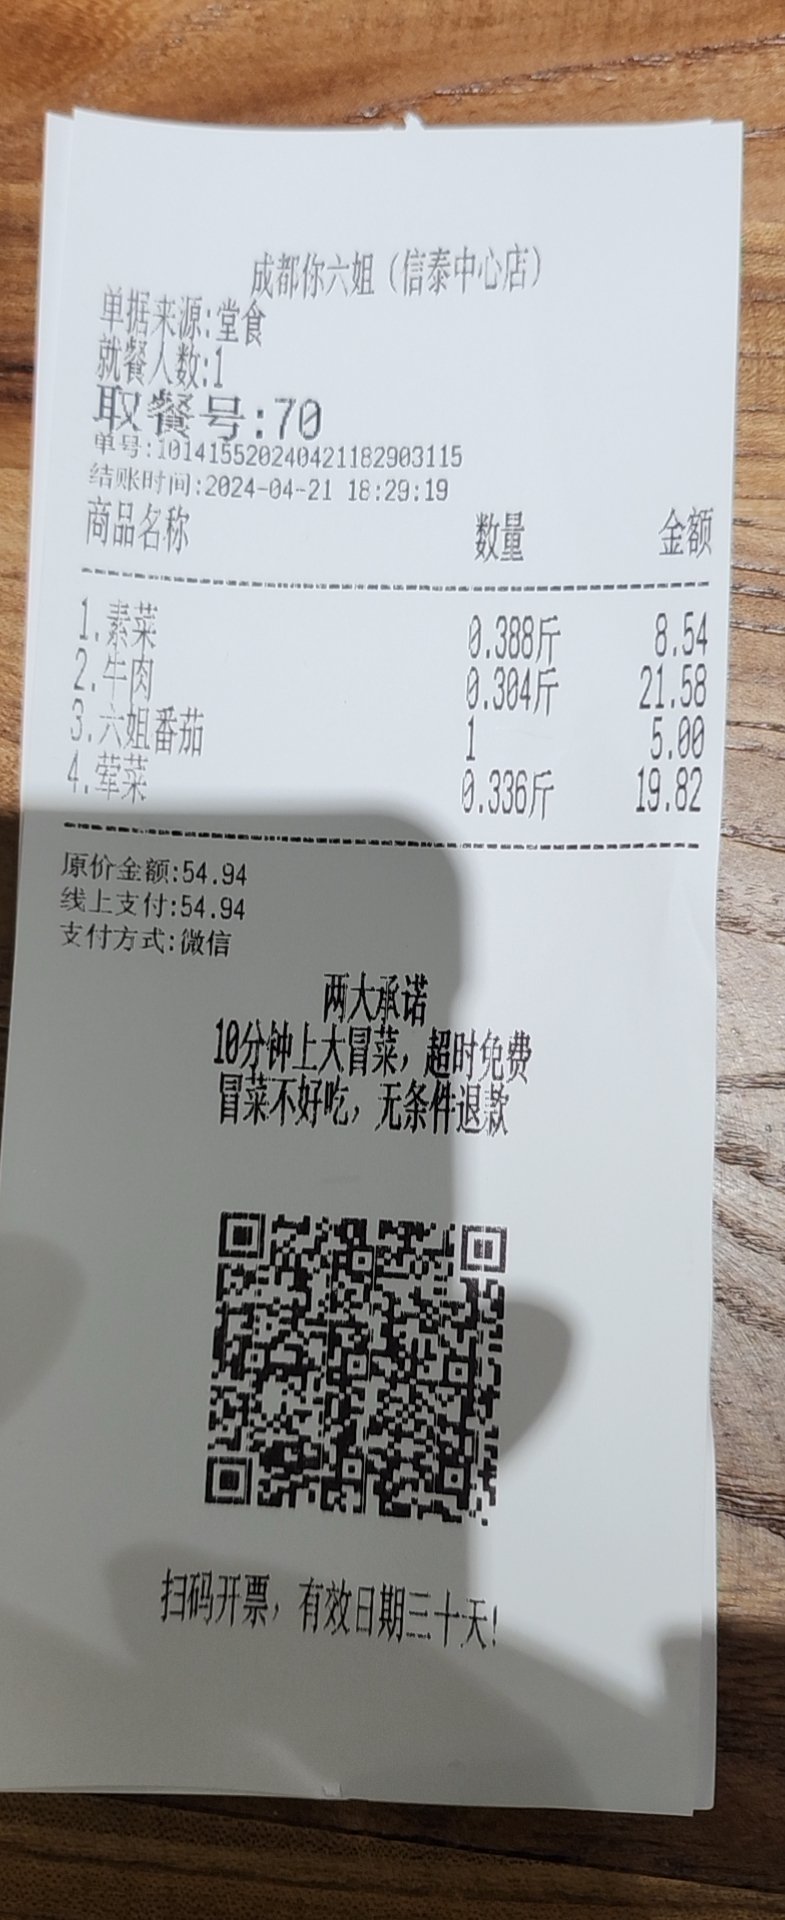 成都你六姐（信泰中心店）
单据来源:堂食
就餐人数:1
取餐号:70
单号:101415520240421182903115
结账时间:2024-04-21 18:29:19
商品名称 数量 金额
1.素菜 0.388斤 8.54
2.牛肉 0.304斤 21.58
3.六姐番茄 1 5.00
4.荤菜 0.336斤 19.82
原价金额:54.94
线上支付:54.94
支付方式:微信
两大承诺
10分钟上大冒菜，超时免费
冒菜不好吃，无条件退款
扫码开票，有效日期三十天!